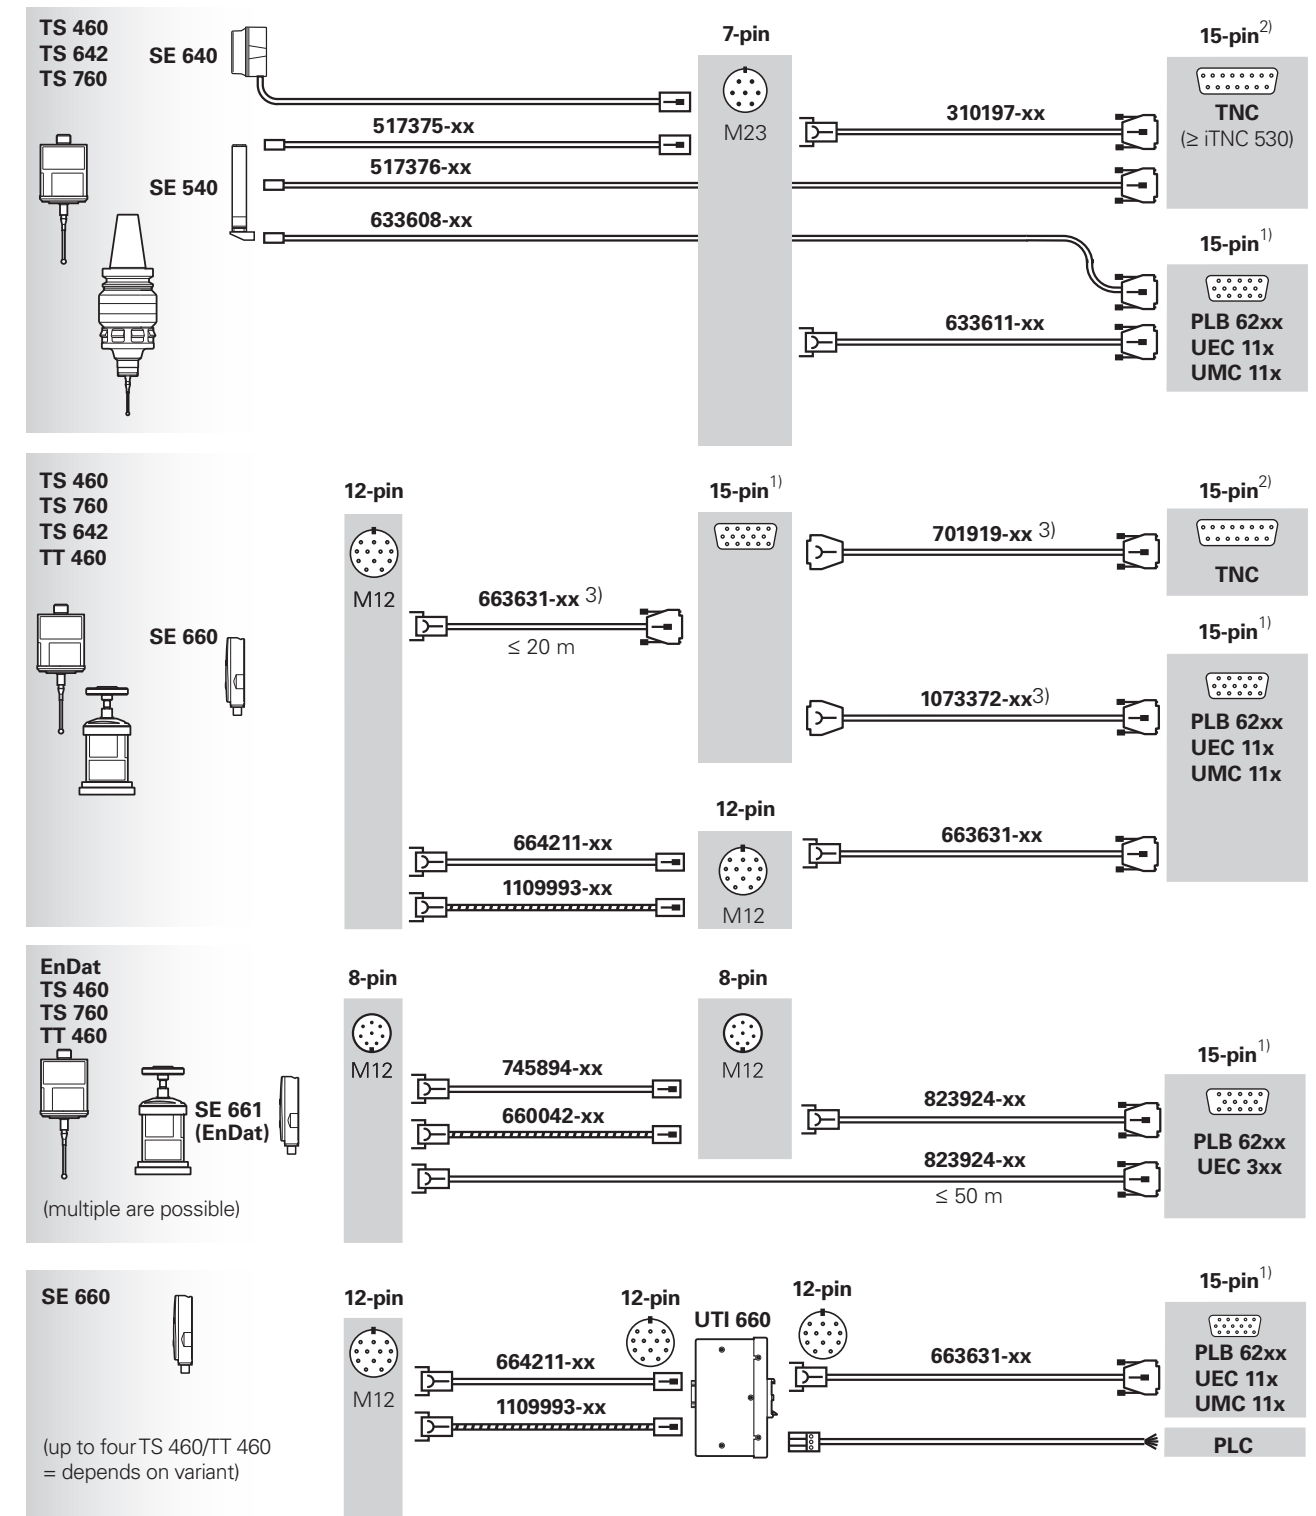 TS 460
TS 642
TS 760
SE 640
7-pin
15-pin2)
M23
517375-xx
310197-xx
TNC
(≥ iTNC 530)
517376-xx
SE 540
633608-xx
15-pin1)
633611-xx
PLB 62xx
UEC 11x
UMC 11x
TS 460
TS 760
TS 642
TT 460
12-pin
15-pin1)
15-pin2)
701919-xx 3)
TNC
M12
663631-xx 3)
≤ 20 m
SE 660
15-pin1)
1073372-xx3)
PLB 62xx
UEC 11x
UMC 11x
12-pin
664211-xx
663631-xx
1109993-xx
M12
EnDat
TS 460
TS 760
TT 460
8-pin
8-pin
15-pin1)
M12
745894-xx
M12
823924-xx
SE 661
(EnDat)
660042-xx
PLB 62xx
UEC 3xx
823924-xx
≤ 50 m
(multiple are possible)
SE 660
12-pin
12-pin
UTI 660
12-pin
15-pin1)
M12
664211-xx
663631-xx
PLB 62xx
UEC 11x
UMC 11x
1109993-xx
(up to four TS 460/TT 460
= depends on variant)
PLC